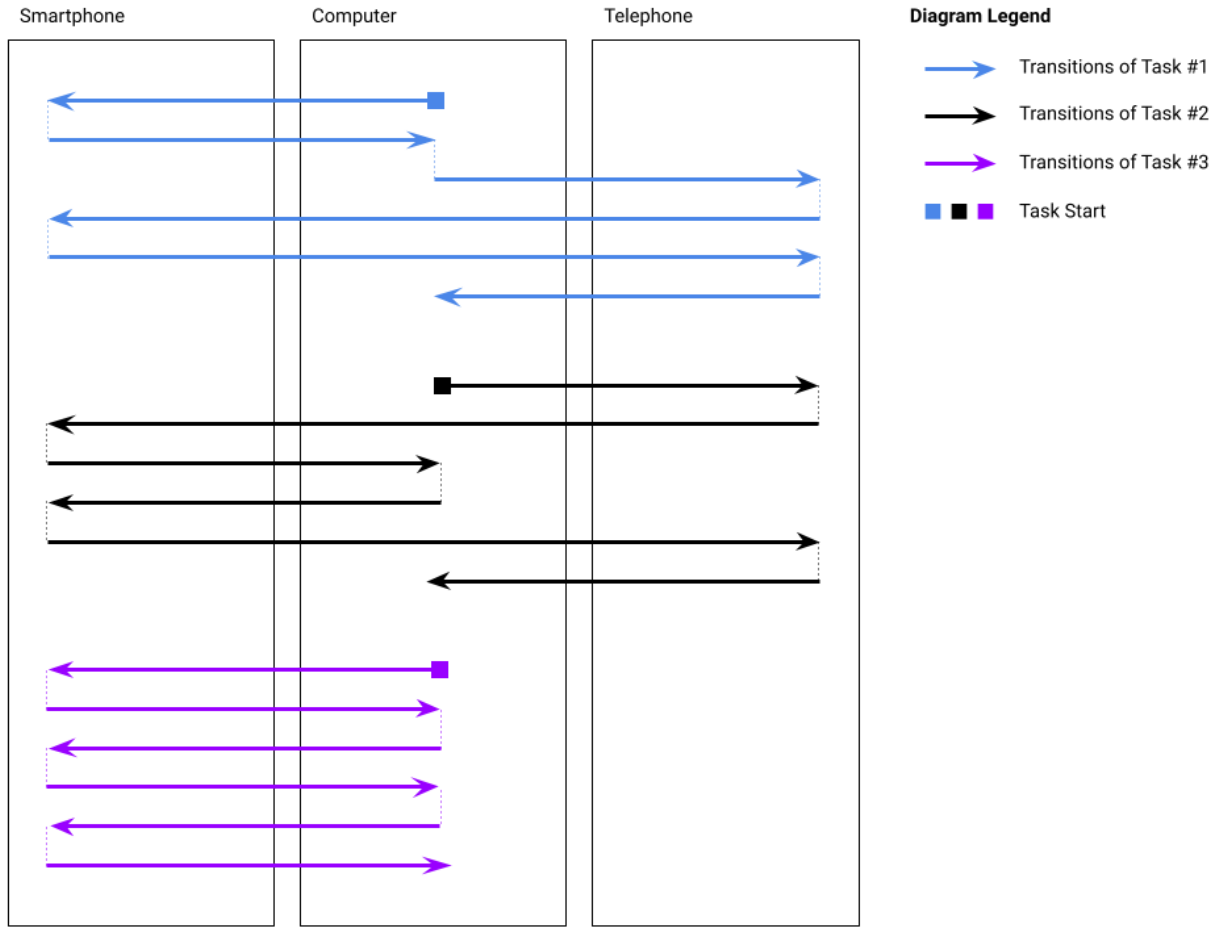 Smartphone
Computer
Telephone
Diagram Legend
Transitions of Task #1
Transitions of Task #2
Transitions of Task #3
Task Start